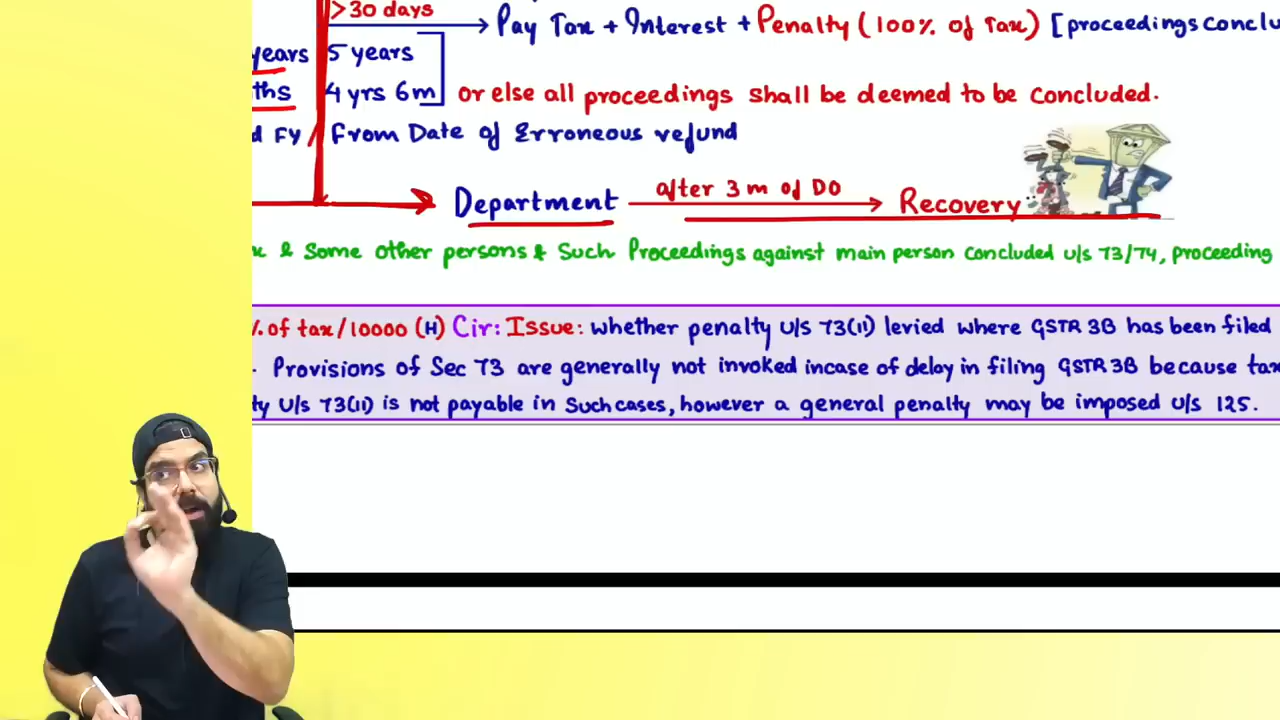 >30 days
→ Pay Tax + Interest + Penalty (100% of Tax) [proceedings conclu
years 5 years
ths 4 yrs 6m or else all proceedings shall be deemed to be concluded.
d FY / from Date of Erroneous refund
Department after 3 m of DO Recovery
& Some other persons & Such Proceedings against main person concluded u/s 73/74, proceeding
% of tax/10000 (H) Cir: Issue: whether penalty u/s 73(11) levied where GSTR 3B has been filed
. Provisions of Sec 73 are generally not invoked incase of delay in filing GSTR 3B because tax
ty u/s 73(11) is not payable in Such cases, however a general penalty may be imposed u/s 125.